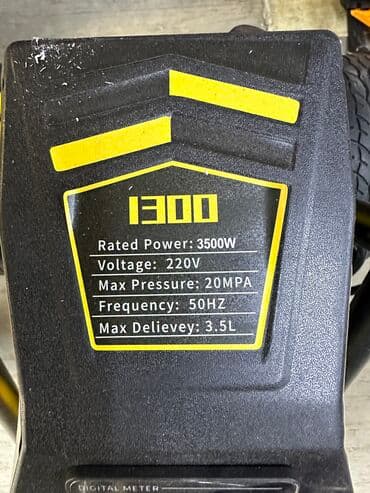 1300
Rated Power: 3500W
Voltage: 220V
Max Pressure: 20MPA
Frequency: 50HZ
Max Delievey: 3.5L
DIGITAL METER